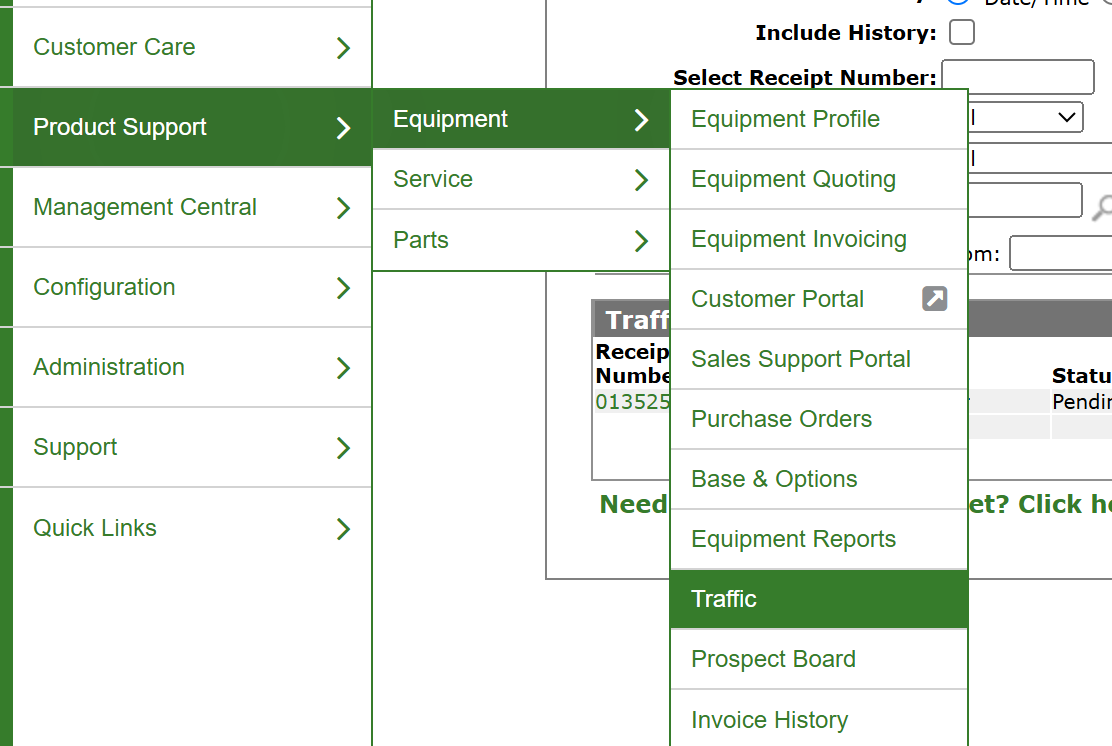 Customer Care
Product Support
Management Central
Configuration
Administration
Support
Quick Links
Equipment
Service
Parts
Equipment Profile
Equipment Quoting
Equipment Invoicing
Customer Portal
Sales Support Portal
Purchase Orders
Base & Options
Equipment Reports
Traffic
Prospect Board
Invoice History
Date/Time
Include History:
Select Receipt Number:
om:
Traff
Receip
Numbe
Statu
013525
Pendin
Need
et? Click h